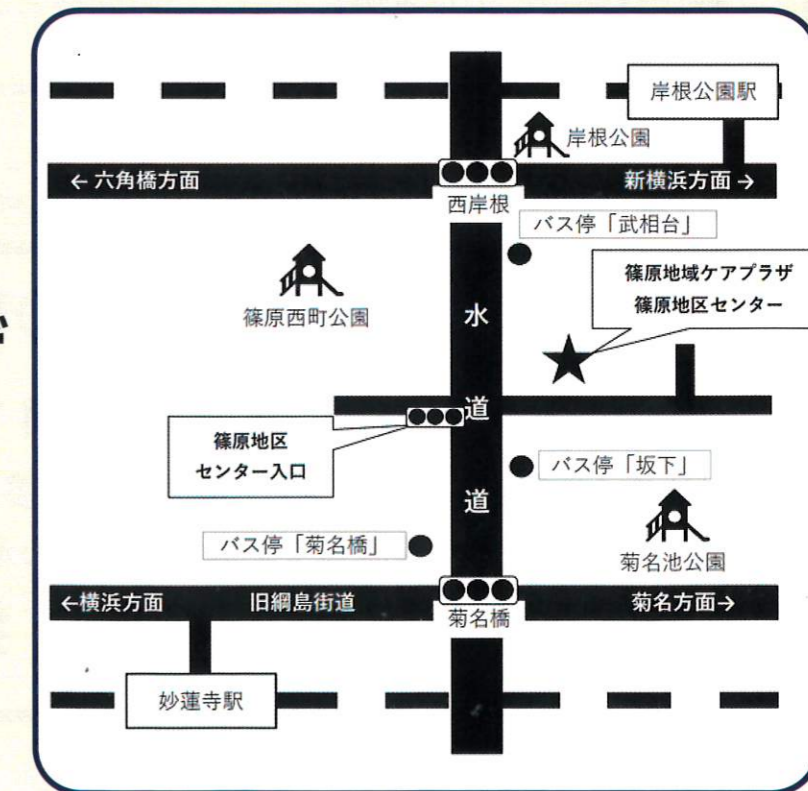 岸根公園駅
岸根公園
←六角橋方面
新横浜方面→
西岸根
バス停「武相台」
篠原地域ケアプラザ
篠原地区センター
篠原西町公園
水
道
道
篠原地区
センター入口
バス停「坂下」
バス停「菊名橋」
菊名池公園
←横浜方面
旧綱島街道
菊名方面→
菊名橋
妙蓮寺駅